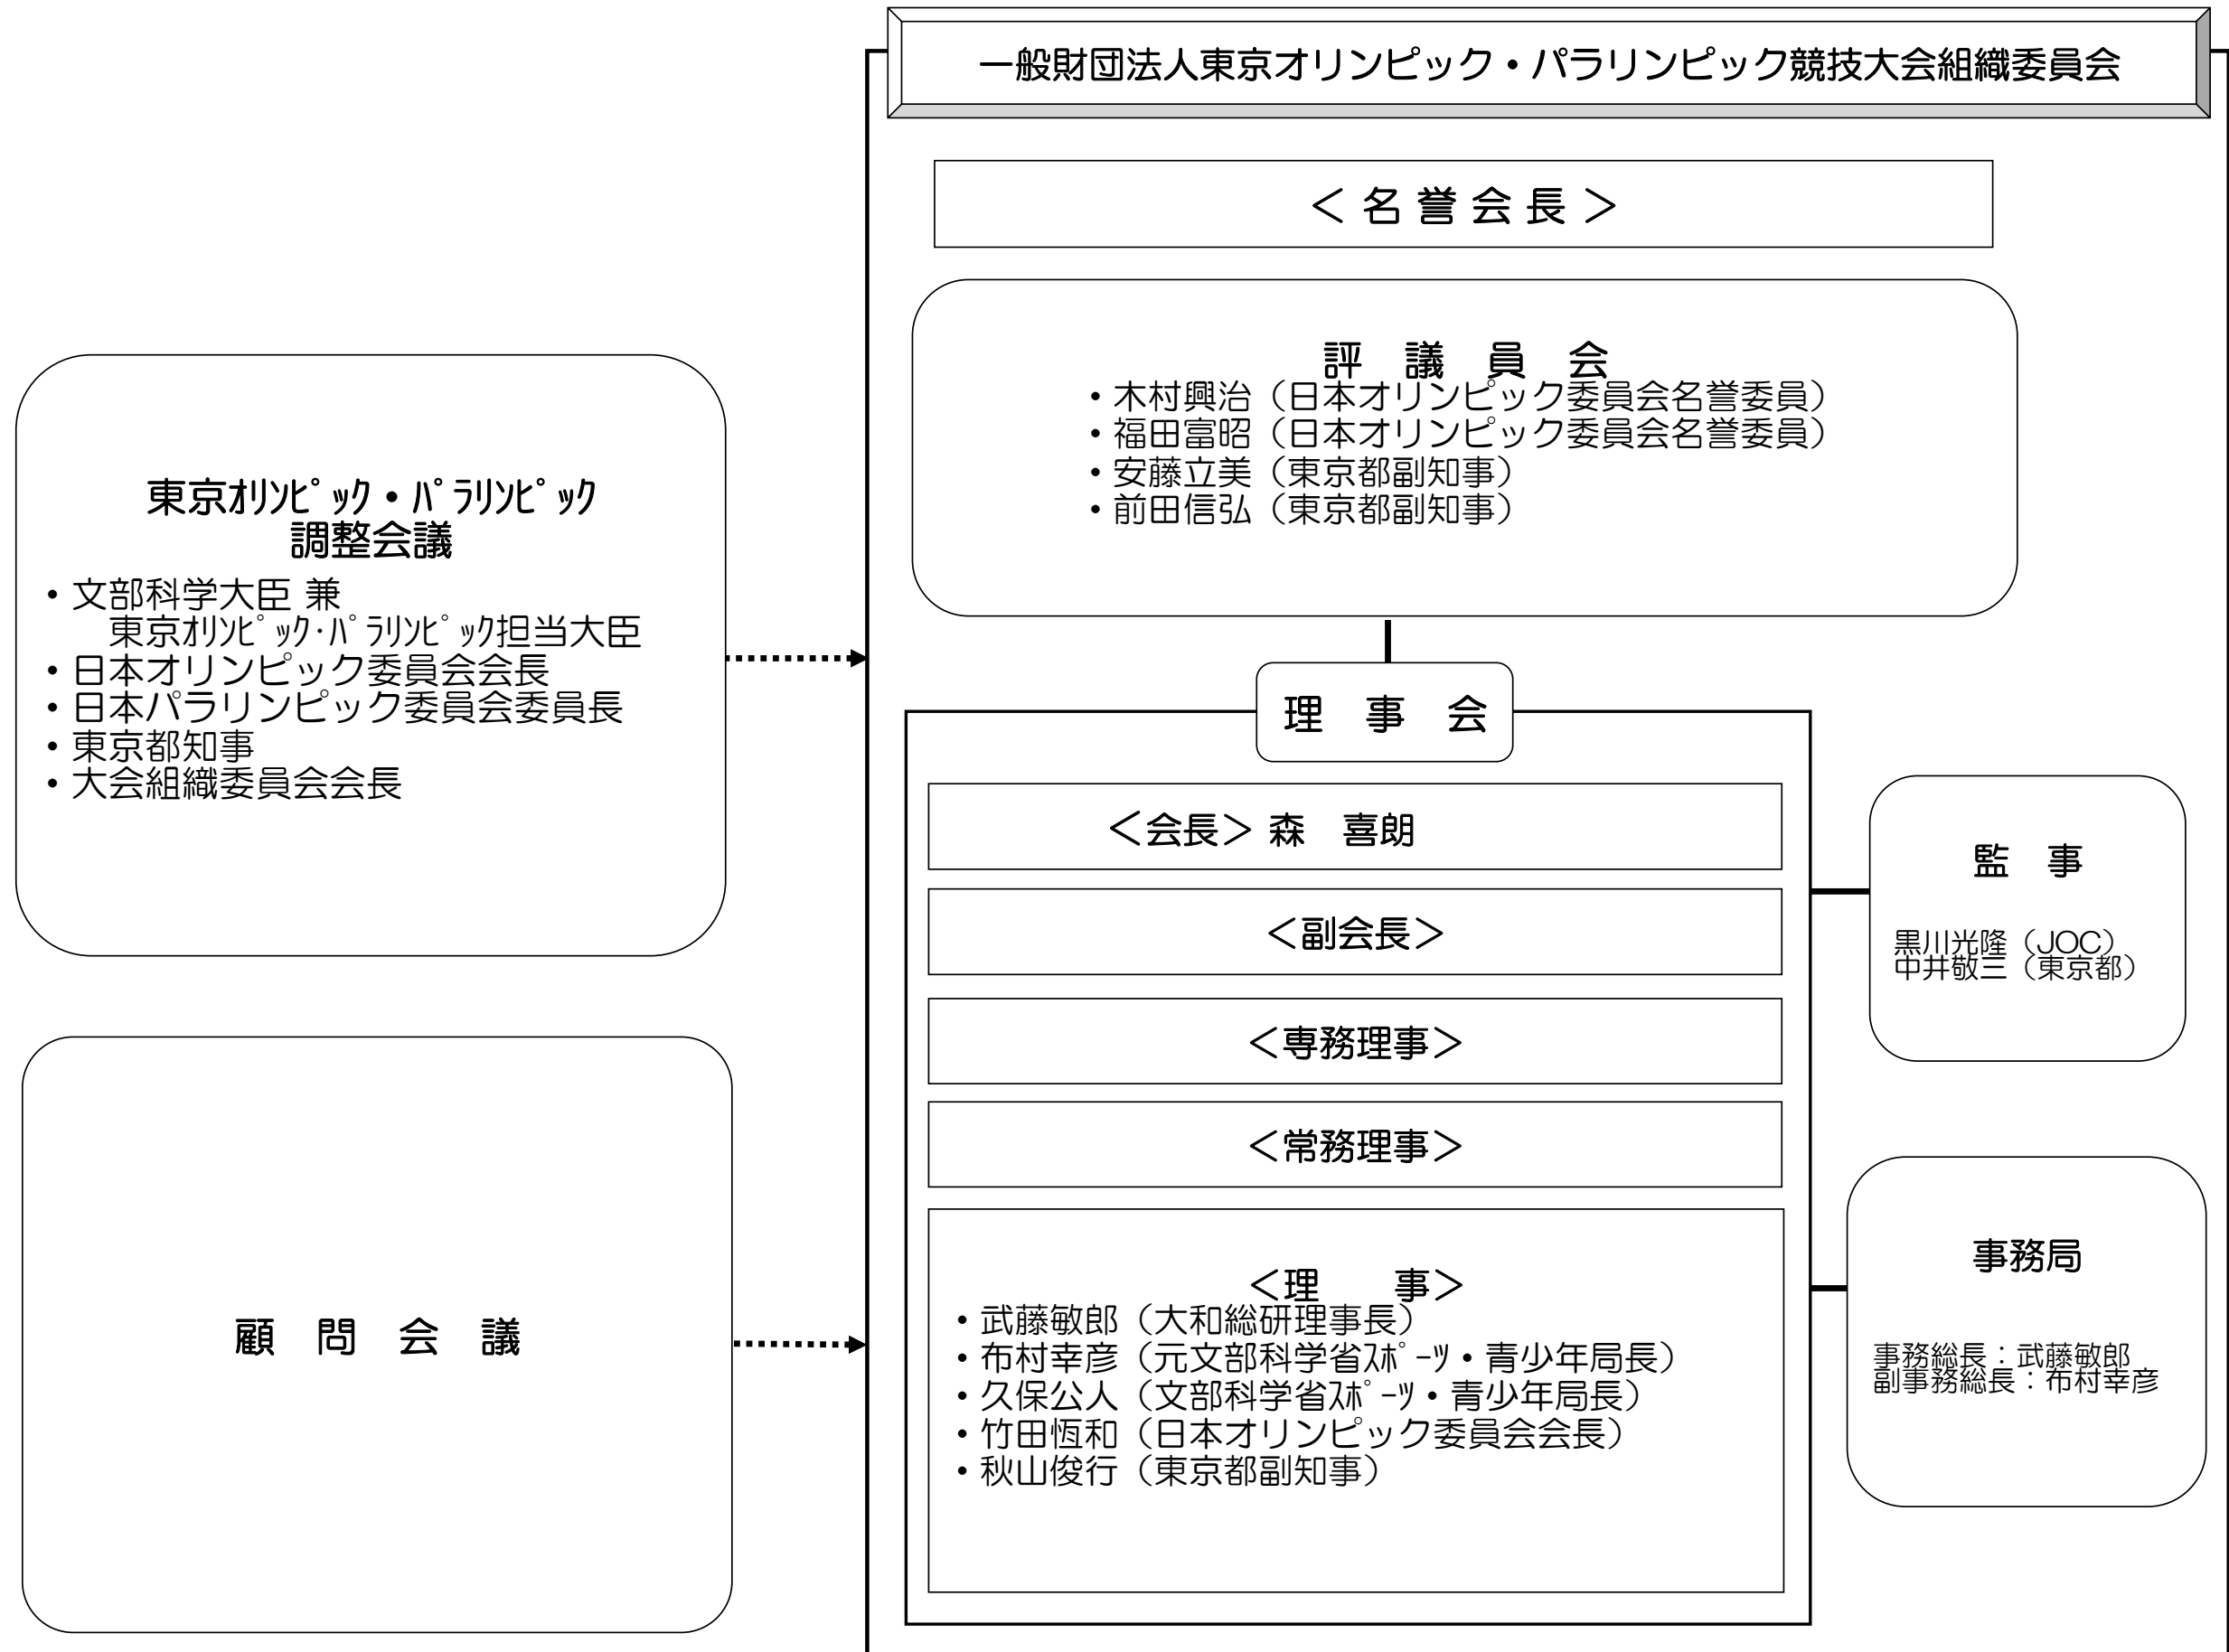 一般財団法人東京オリンピック・パラリンピック競技大会組織委員会
＜ 名 誉 会 長 ＞
評　議　員　会
・木村興治（日本オリンピック委員会名誉委員）
・福田富昭（日本オリンピック委員会名誉委員）
・安藤立美（東京都副知事）
・前田信弘（東京都副知事）
東京ｵﾘﾝﾋﾟｯｸ・ﾊﾟﾗﾘﾝﾋﾟｯｸ
調整会議
・文部科学大臣 兼
東京ｵﾘﾝﾋﾟｯｸ･ﾊﾟﾗﾘﾝﾋﾟｯｸ担当大臣
・日本オリンピック委員会会長
・日本パラリンピック委員会委員長
・東京都知事
・大会組織委員会会長
理　事　会
＜会長＞ 森　喜朗
＜副会長＞
＜専務理事＞
＜常務理事＞
＜理　　事＞
・武藤敏郎（大和総研理事長）
・布村幸彦（元文部科学省ｽﾎﾟｰﾂ・青少年局長）
・久保公人（文部科学省ｽﾎﾟｰﾂ・青少年局長）
・竹田恆和（日本オリンピック委員会会長）
・秋山俊行（東京都副知事）
監　事
黒川光隆（JOC）
中井敬三（東京都）
事務局
事務総長：武藤敏郎
副事務総長：布村幸彦
顧　問　会　議